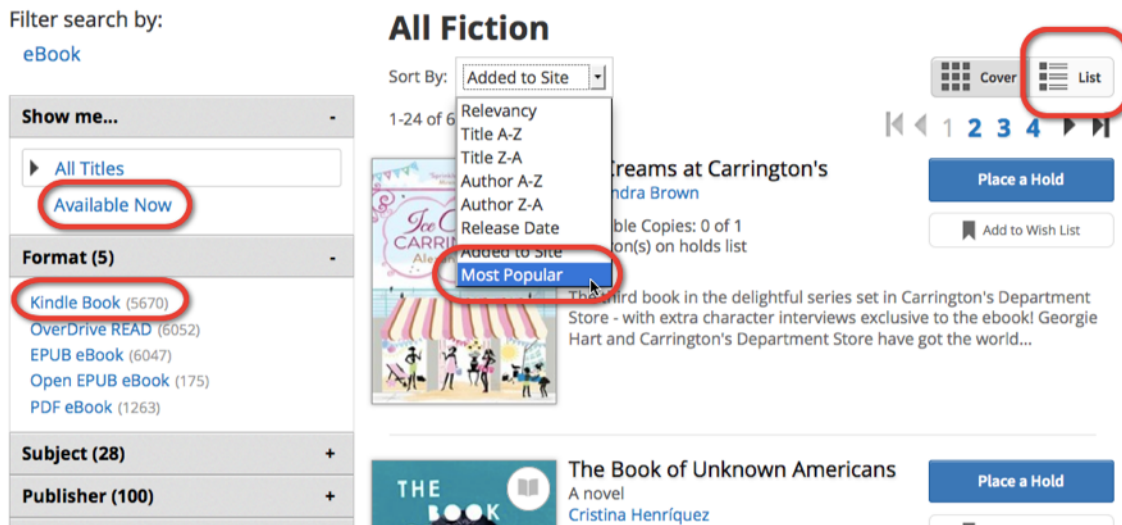 Filter search by:
eBook
Show me... -
All Titles
Available Now
Format (5) -
Kindle Book (5670)
OverDrive READ (6052)
EPUB eBook (6047)
Open EPUB eBook (175)
PDF eBook (1263)
Subject (28) +
Publisher (100) +
All Fiction
Sort By: Added to Site
Relevancy
Title A-Z
Title Z-A
Author A-Z
Author Z-A
Release Date
Added to Site
Most Popular
Cover List
1-24 of 6
1 2 3 4
reams at Carrington's
ndra Brown
ble Copies: 0 of 1
on(s) on holds list
Place a Hold
Add to Wish List
The third book in the delightful series set in Carrington's Department
Store - with extra character interviews exclusive to the ebook! Georgie
Hart and Carrington's Department Store have got the world...
Ice C
CARRI
THE
BOOK
The Book of Unknown Americans
A novel
Cristina Henríquez
Place a Hold